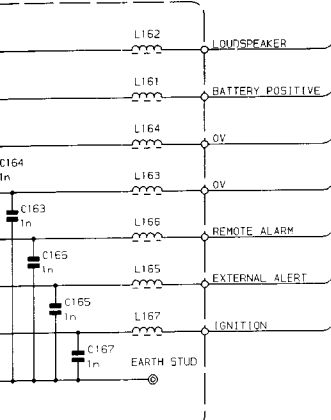 L162
LOUDSPEAKER
L161
BATTERY POSITIVE
L164
0V
C164
1n
L163
0V
C163
1n
L166
REMOTE ALARM
C166
1n
L165
EXTERNAL ALERT
C165
1n
L167
IGNITION
C167
1n
EARTH STUD